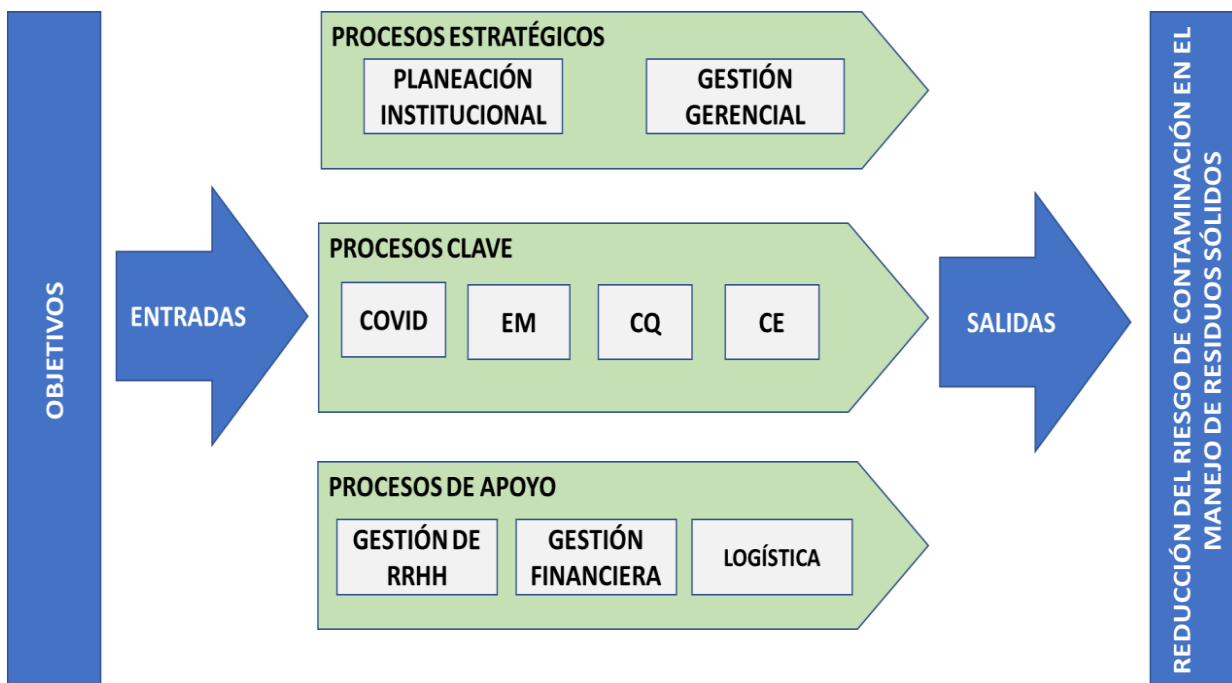 OBJETIVOS
ENTRADAS
PROCESOS ESTRATÉGICOS
PLANEACIÓN
INSTITUCIONAL
GESTIÓN
GERENCIAL
PROCESOS CLAVE
COVID
EM
CQ
CE
PROCESOS DE APOYO
GESTIÓN DE
RRHH
GESTIÓN
FINANCIERA
LOGÍSTICA
SALIDAS
REDUCCIÓN DEL RIESGO DE CONTAMINACIÓN EN EL
MANEJO DE RESIDUOS SÓLIDOS